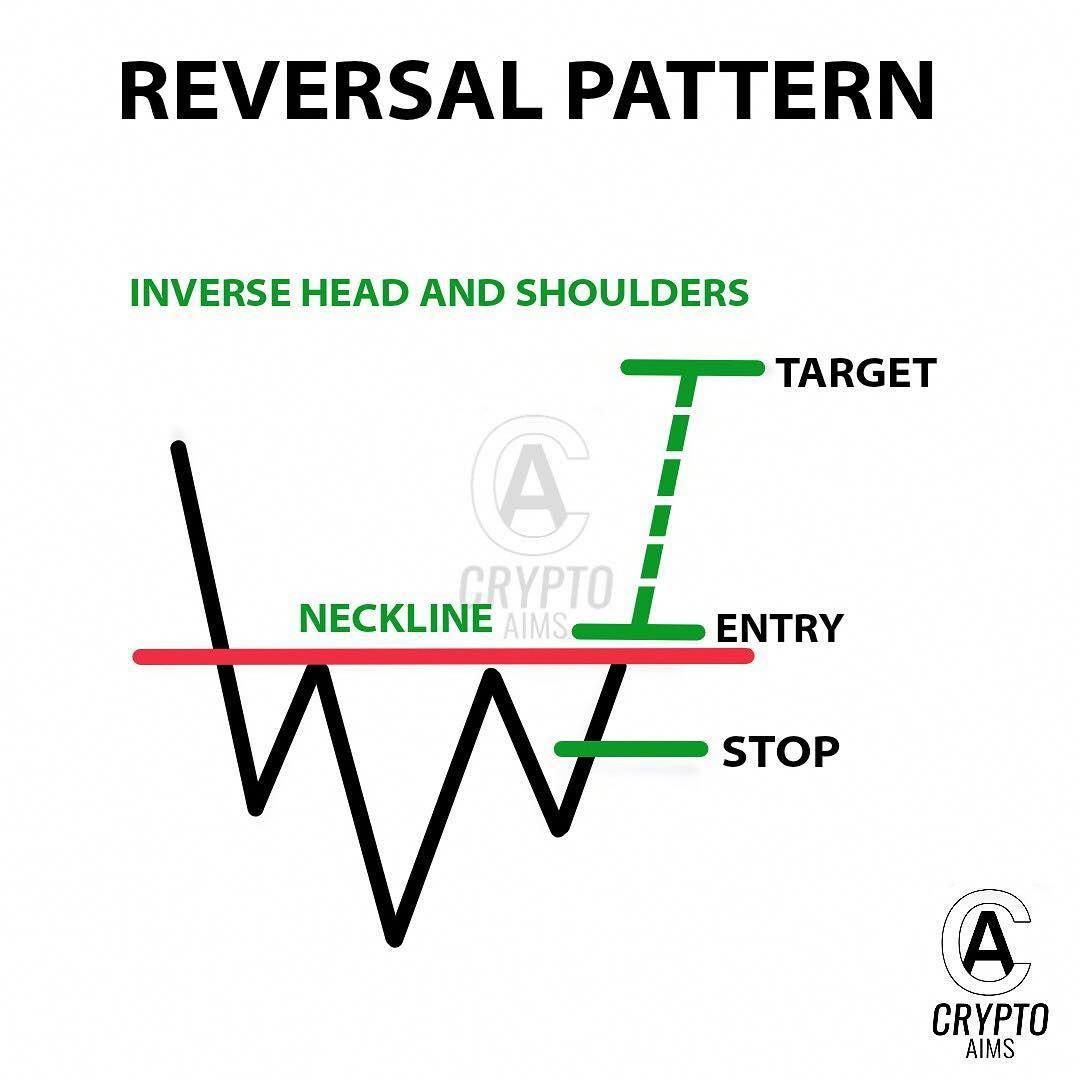 REVERSAL PATTERN
INVERSE HEAD AND SHOULDERS
TARGET
CA
CRYPTO
AIMS
NECKLINE
ENTRY
STOP
CA
CRYPTO
AIMS